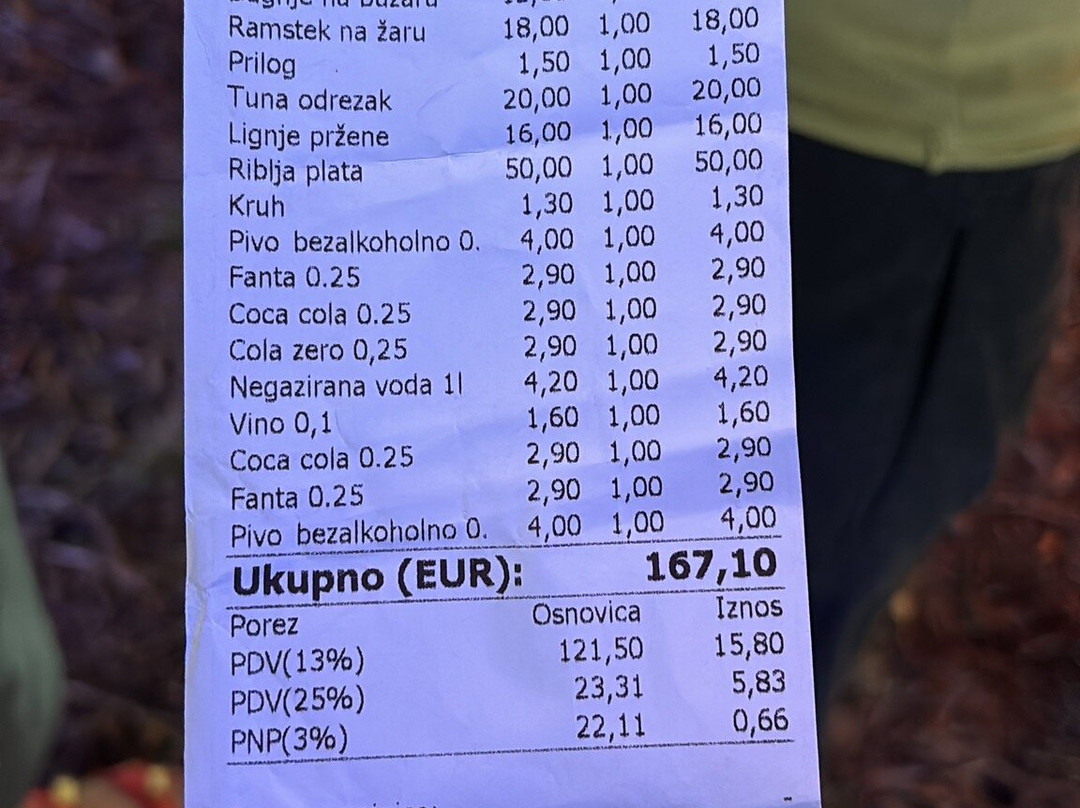 Ramstek na žaru 18,00 1,00 18,00
Prilog 1,50 1,00 1,50
Tuna odrezak 20,00 1,00 20,00
Lignje pržene 16,00 1,00 16,00
Riblja plata 50,00 1,00 50,00
Kruh 1,30 1,00 1,30
Pivo bezalkoholno 0. 4,00 1,00 4,00
Fanta 0.25 2,90 1,00 2,90
Coca cola 0.25 2,90 1,00 2,90
Cola zero 0,25 2,90 1,00 2,90
Negazirana voda 1l 4,20 1,00 4,20
Vino 0,1 1,60 1,00 1,60
Coca cola 0.25 2,90 1,00 2,90
Fanta 0.25 2,90 1,00 2,90
Pivo bezalkoholno 0. 4,00 1,00 4,00
Ukupno (EUR): 167,10
Porez Osnovica Iznos
PDV(13%) 121,50 15,80
PDV(25%) 23,31 5,83
PNP(3%) 22,11 0,66